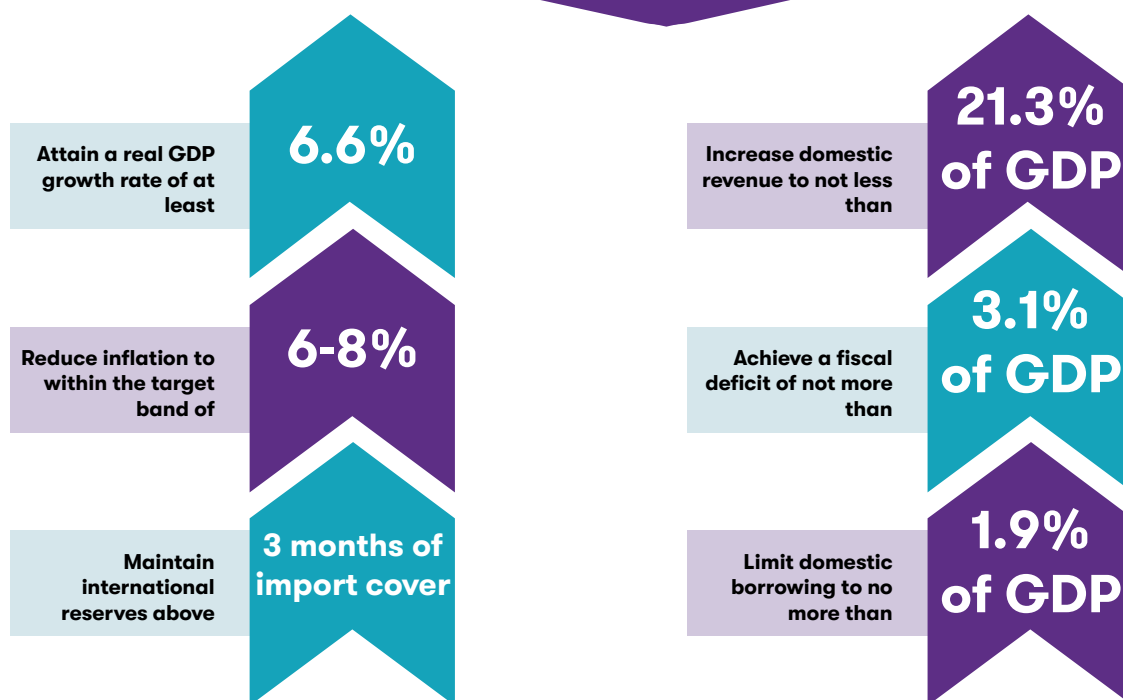 Attain a real GDP
growth rate of at
least
6.6%
Reduce inflation to
within the target
band of
6-8%
Maintain
international
reserves above
3 months of
import cover
Increase domestic
revenue to not less
than
21.3%
of GDP
Achieve a fiscal
deficit of not more
than
3.1%
of GDP
Limit domestic
borrowing to no
more than
1.9%
of GDP